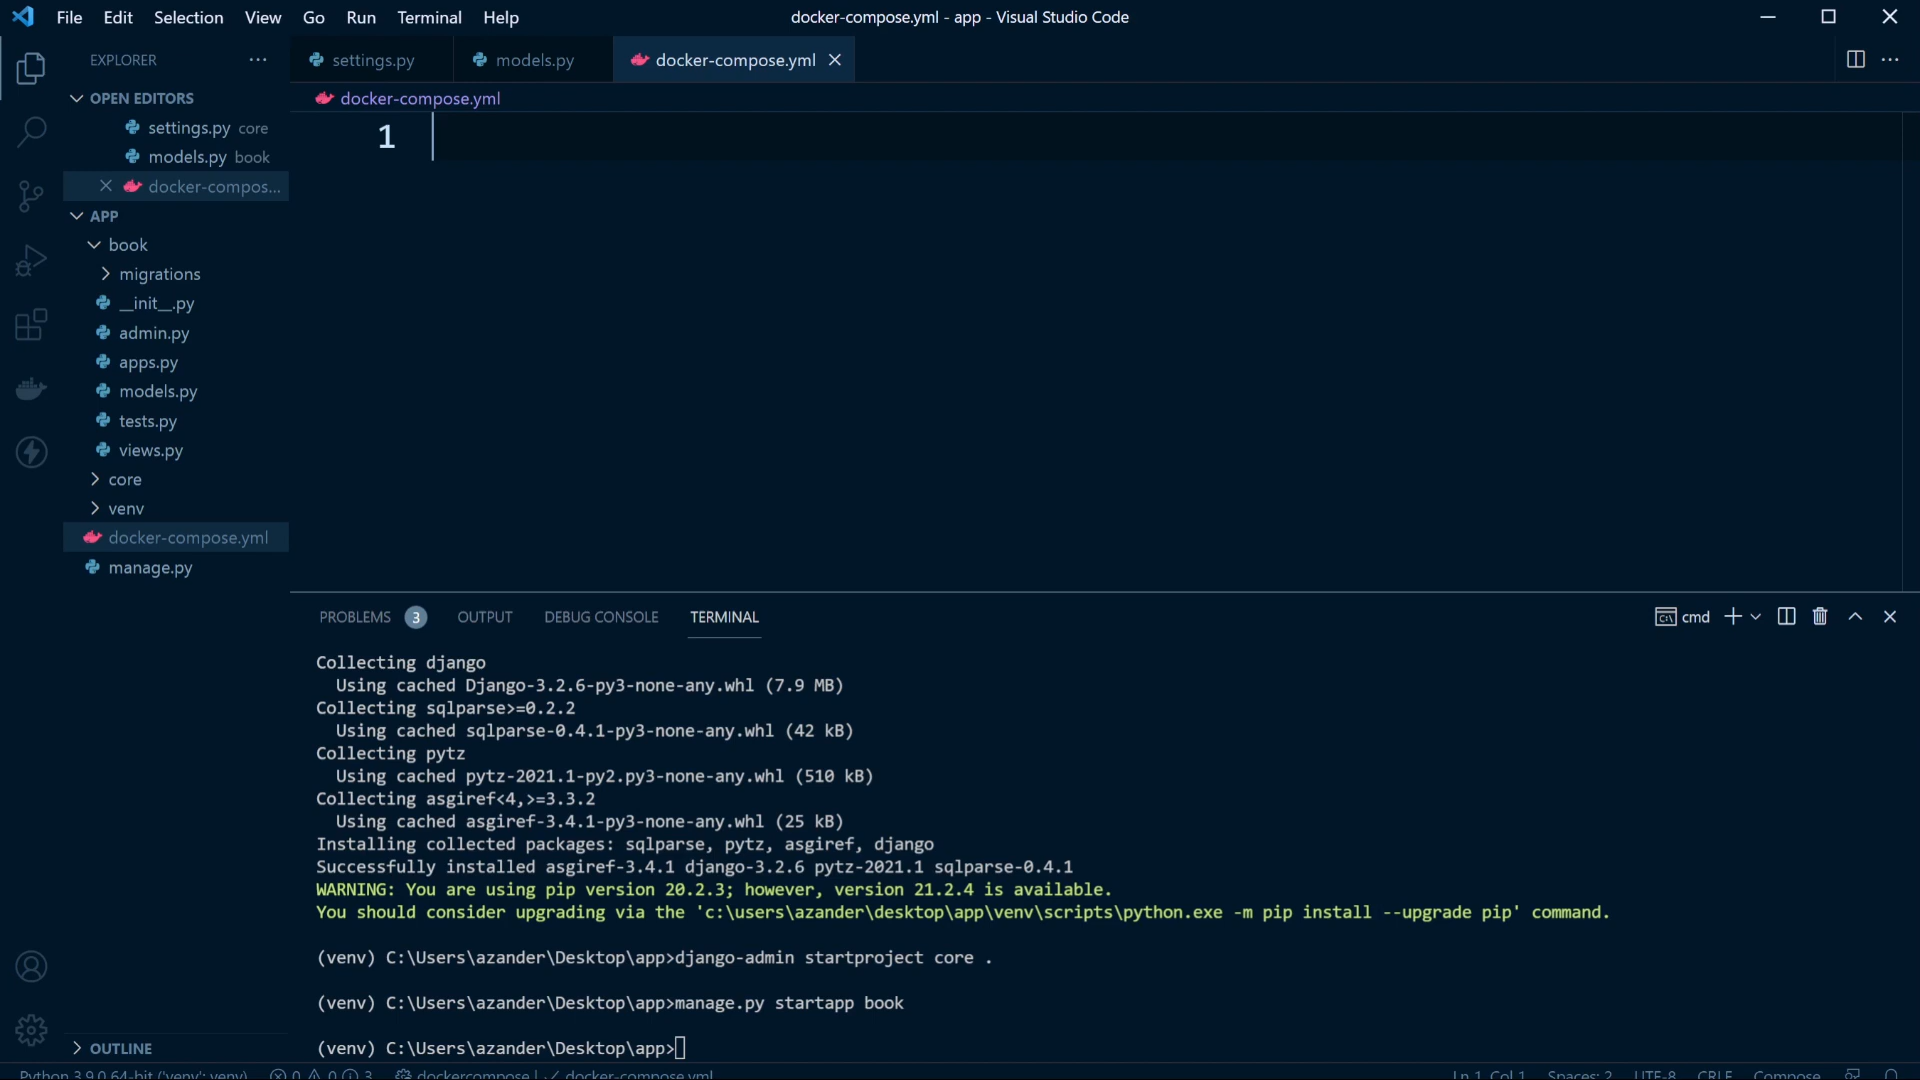 File Edit Selection View Go Run Terminal Help
docker-compose.yml - app - Visual Studio Code
EXPLORER
settings.py
models.py
docker-compose.yml
OPEN EDITORS
settings.py core
models.py book
docker-compos...
docker-compose.yml
1
APP
book
migrations
__init__.py
admin.py
apps.py
models.py
tests.py
views.py
core
venv
docker-compose.yml
manage.py
OUTLINE
PROBLEMS 3 OUTPUT DEBUG CONSOLE TERMINAL
cmd
Collecting django
Using cached Django-3.2.6-py3-none-any.whl (7.9 MB)
Collecting sqlparse>=0.2.2
Using cached sqlparse-0.4.1-py3-none-any.whl (42 kB)
Collecting pytz
Using cached pytz-2021.1-py2.py3-none-any.whl (510 kB)
Collecting asgiref<4,>=3.3.2
Using cached asgiref-3.4.1-py3-none-any.whl (25 kB)
Installing collected packages: sqlparse, pytz, asgiref, django
Successfully installed asgiref-3.4.1 django-3.2.6 pytz-2021.1 sqlparse-0.4.1
WARNING: You are using pip version 20.2.3; however, version 21.2.4 is available.
You should consider upgrading via the 'c:\users\azander\desktop\app\venv\scripts\python.exe -m pip install --upgrade pip' command.
(venv) C:\Users\azander\Desktop\app>django-admin startproject core .
(venv) C:\Users\azander\Desktop\app>manage.py startapp book
(venv) C:\Users\azander\Desktop\app>
Python 3.9.0 64-bit ('venv': venv) 0 0 3 dockercompose | docker-compose.yml
Ln 1, Col 1 Spaces: 2 UTF-8 CRLF Compose